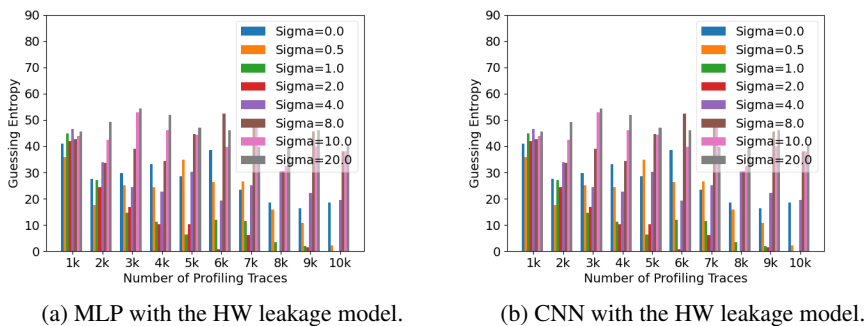 90
80
70
60
50
40
30
20
10
0
Guessing Entropy
Sigma=0.0
Sigma=0.5
Sigma=1.0
Sigma=2.0
Sigma=4.0
Sigma=8.0
Sigma=10.0
Sigma=20.0
1k 2k 3k 4k 5k 6k 7k 8k 9k 10k
Number of Profiling Traces
(a) MLP with the HW leakage model.
90
80
70
60
50
40
30
20
10
0
Guessing Entropy
Sigma=0.0
Sigma=0.5
Sigma=1.0
Sigma=2.0
Sigma=4.0
Sigma=8.0
Sigma=10.0
Sigma=20.0
1k 2k 3k 4k 5k 6k 7k 8k 9k 10k
Number of Profiling Traces
(b) CNN with the HW leakage model.